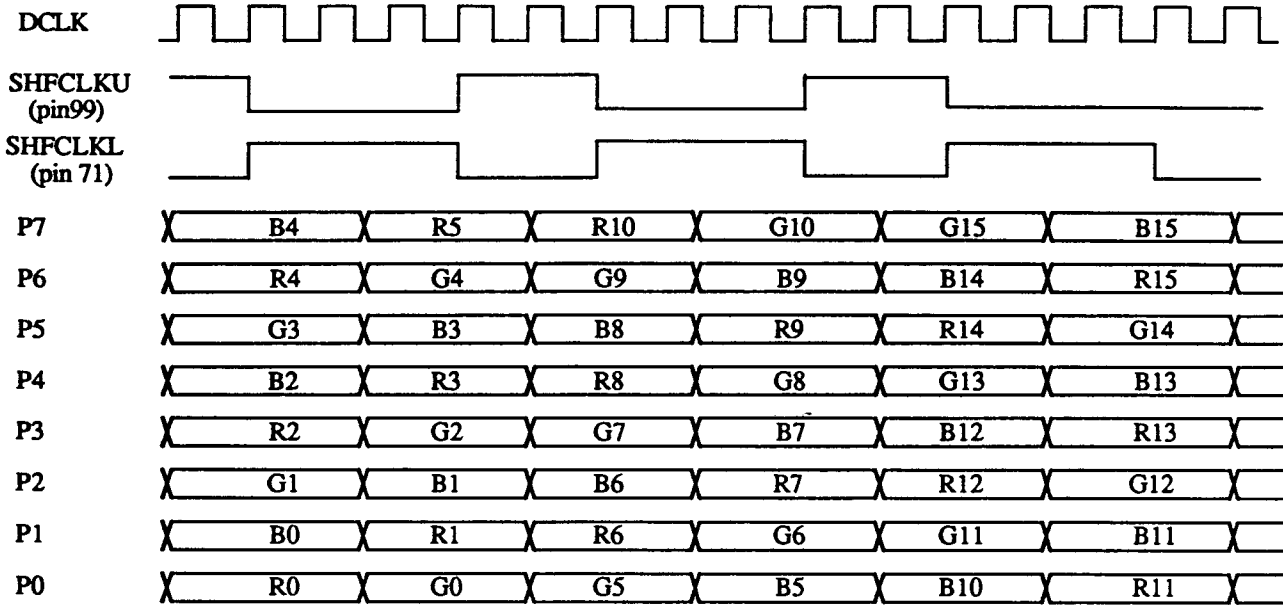 DCLK
SHFCLKU
(pin99)
SHFCLKL
(pin 71)
P7 B4 R5 R10 G10 G15 B15
P6 R4 G4 G9 B9 B14 R15
P5 G3 B3 B8 R9 R14 G14
P4 B2 R3 R8 G8 G13 B13
P3 R2 G2 G7 B7 B12 R13
P2 G1 B1 B6 R7 R12 G12
P1 B0 R1 R6 G6 G11 B11
P0 R0 G0 G5 B5 B10 R11